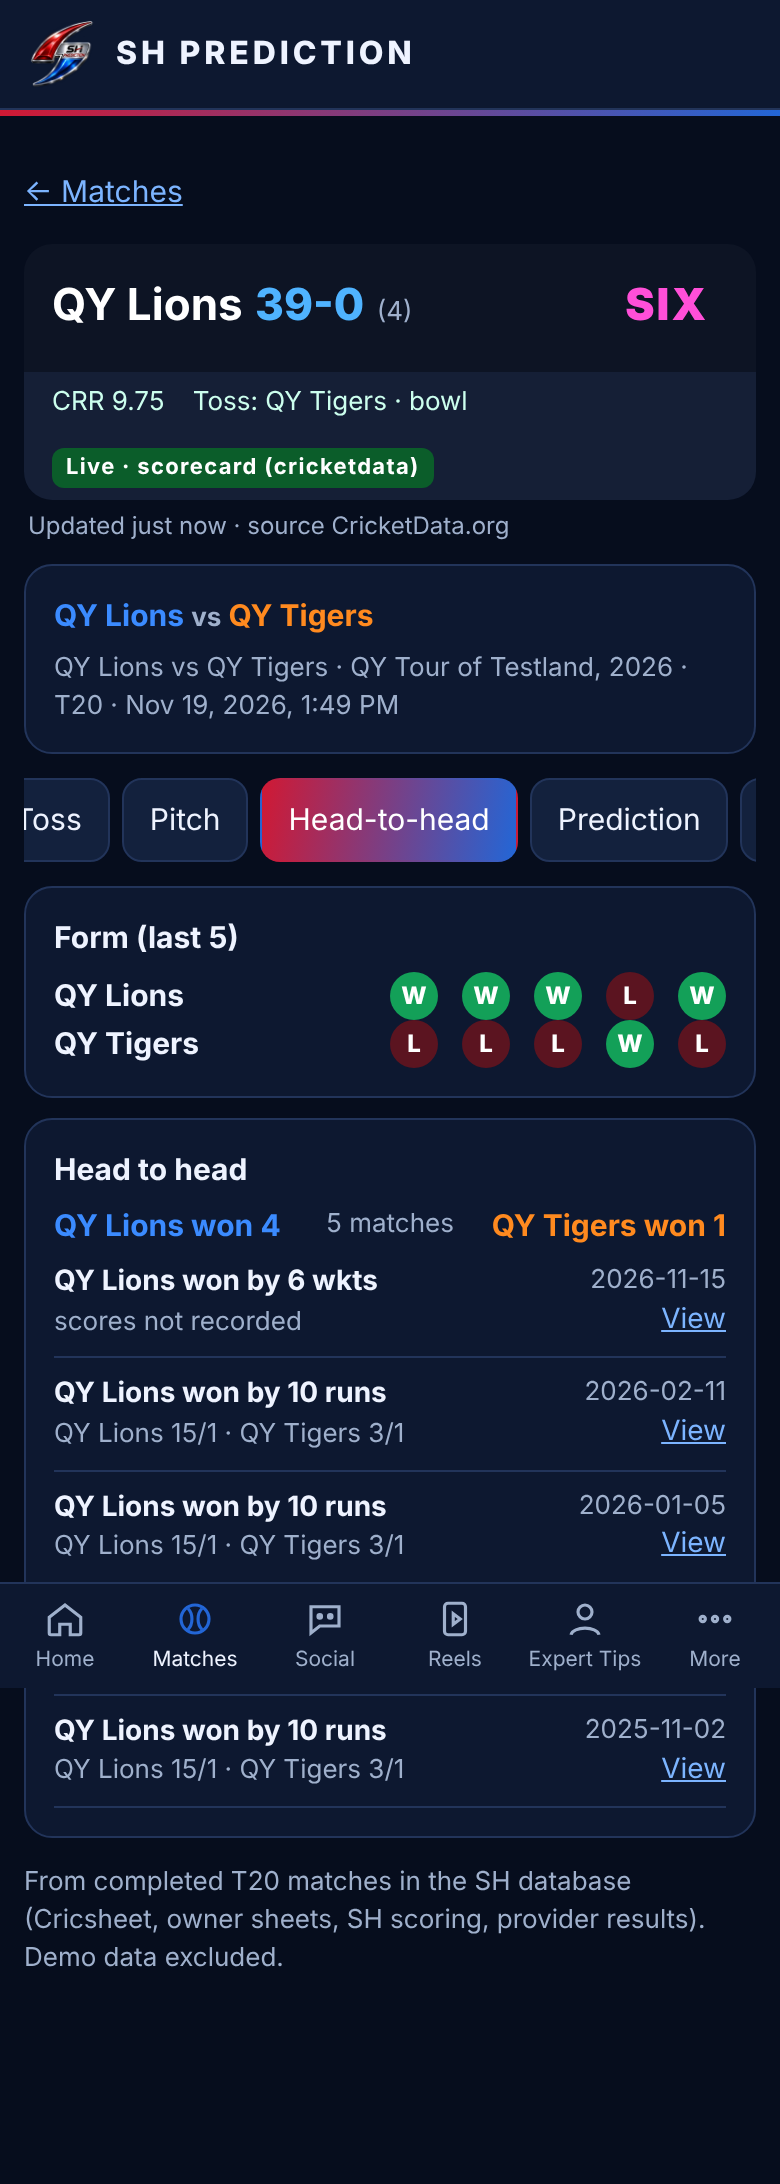 SH PREDICTION
← Matches
QY Lions 39-0 (4) SIX
CRR 9.75 Toss: QY Tigers · bowl
Live · scorecard (cricketdata)
Updated just now · source CricketData.org
QY Lions vs QY Tigers
QY Lions vs QY Tigers · QY Tour of Testland, 2026 ·
T20 · Nov 19, 2026, 1:49 PM
Toss Pitch Head-to-head Prediction
Form (last 5)
QY Lions W W W L W
QY Tigers L L L W L
Head to head
QY Lions won 4 5 matches QY Tigers won 1
QY Lions won by 6 wkts 2026-11-15
scores not recorded View
QY Lions won by 10 runs 2026-02-11
QY Lions 15/1 · QY Tigers 3/1 View
QY Lions won by 10 runs 2026-01-05
QY Lions 15/1 · QY Tigers 3/1 View
Home Matches Social Reels Expert Tips More
QY Lions won by 10 runs 2025-11-02
QY Lions 15/1 · QY Tigers 3/1 View
From completed T20 matches in the SH database
(Cricsheet, owner sheets, SH scoring, provider results).
Demo data excluded.